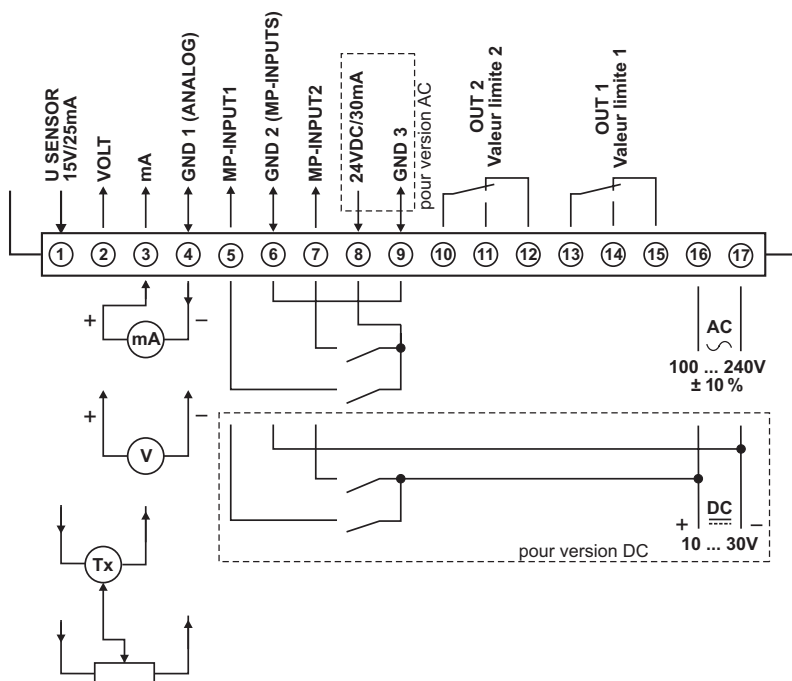 U SENSOR
15V/25mA
VOLT
mA
GND 1 (ANALOG)
MP-INPUT1
GND 2 (MP-INPUTS)
MP-INPUT2
24VDC/30mA
GND 3
pour version AC
OUT 2
Valeur limite 2
OUT 1
Valeur limite 1
1 2 3 4 5 6 7 8 9 10 11 12 13 14 15 16 17
+ mA –
AC
100 ... 240V
± 10 %
+ V –
+ DC –
10 ... 30V
pour version DC
Tx